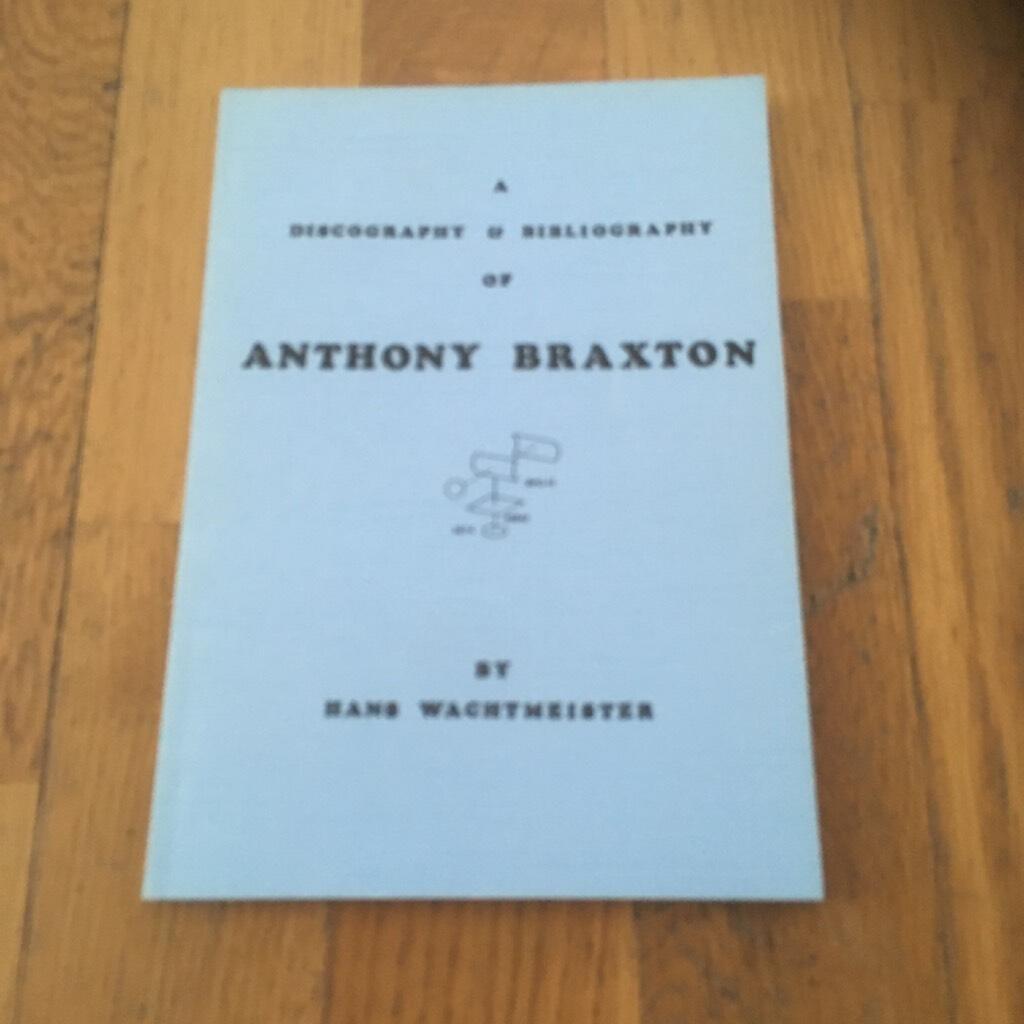 A
DISCOGRAPHY & BIBLIOGRAPHY
OF
ANTHONY BRAXTON
BY
HANS WACHTMEISTER